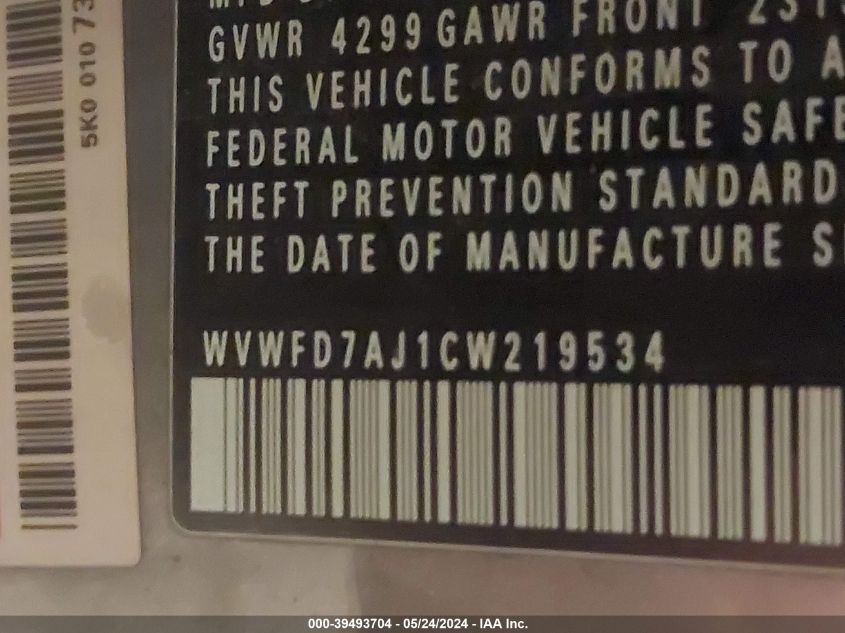 GVWR 4299 GAWR FRONT
THIS VEHICLE CONFORMS TO
FEDERAL MOTOR VEHICLE SAFE
THEFT PREVENTION STANDARD
THE DATE OF MANUFACTURE
WVWFD7AJ1CW219534
5K0 010 73
000-39493704 - 05/24/2024 - IAA Inc.